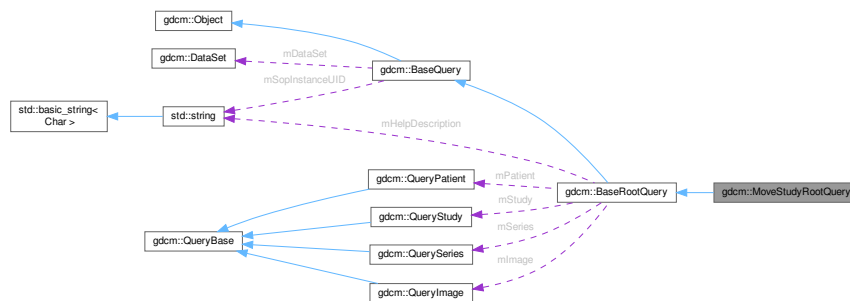 gdcm::Object
gdcm::DataSet
mDataSet
gdcm::BaseQuery
mSopInstanceUID
std::basic_string<
Char >
std::string
mHelpDescription
gdcm::QueryPatient
mPatient
gdcm::BaseRootQuery
gdcm::MoveStudyRootQuery
mStudy
gdcm::QueryStudy
mSeries
gdcm::QueryBase
gdcm::QuerySeries
mImage
gdcm::QueryImage